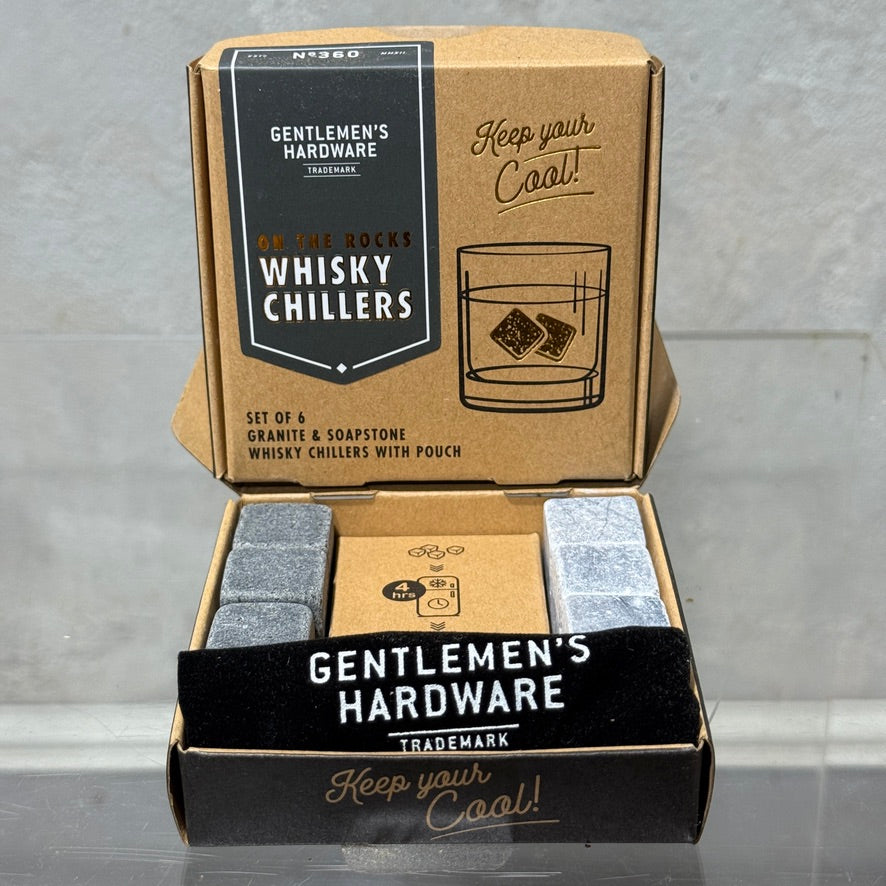 Nº360
GENTLEMEN'S
HARDWARE
TRADEMARK
ON THE ROCKS
WHISKY
CHILLERS
Keep your
Cool!
SET OF 6
GRANITE & SOAPSTONE
WHISKY CHILLERS WITH POUCH
4
hrs
GENTLEMEN'S
HARDWARE
TRADEMARK
Keep your
Cool!